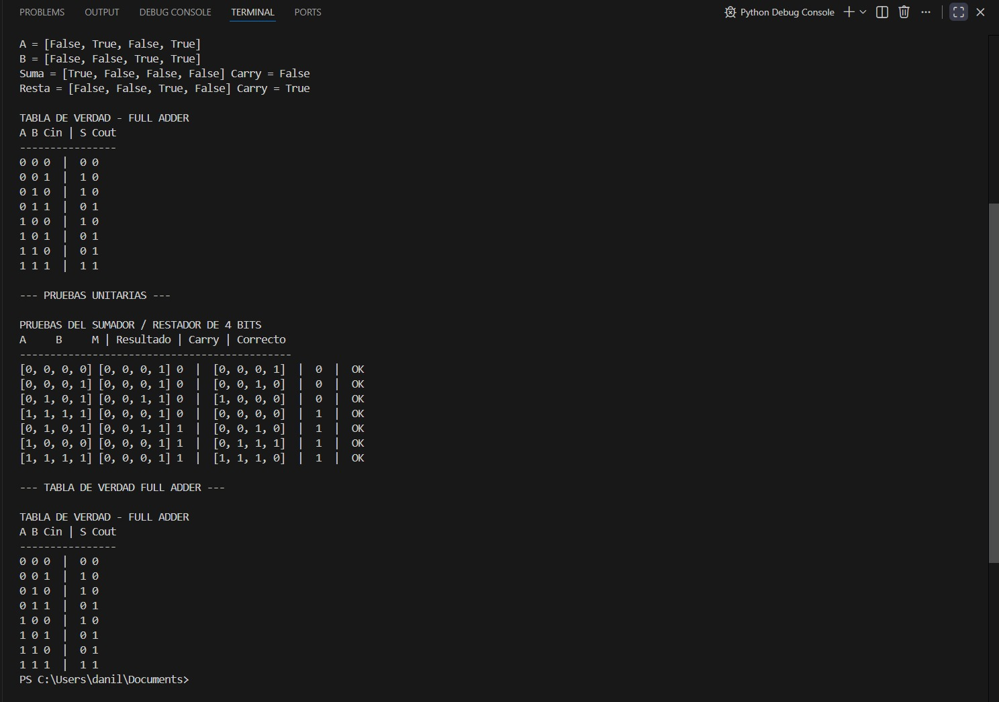 PROBLEMS OUTPUT DEBUG CONSOLE TERMINAL PORTS Python Debug Console
A = [False, True, False, True]
B = [False, False, True, True]
Suma = [True, False, False, False] Carry = False
Resta = [False, False, True, False] Carry = True
TABLA DE VERDAD - FULL ADDER
A B Cin | S Cout
----------------
0 0 0  |  0 0
0 0 1  |  1 0
0 1 0  |  1 0
0 1 1  |  0 1
1 0 0  |  1 0
1 0 1  |  0 1
1 1 0  |  0 1
1 1 1  |  1 1
--- PRUEBAS UNITARIAS ---
PRUEBAS DEL SUMADOR / RESTADOR DE 4 BITS
A     B     M | Resultado | Carry | Correcto
---------------------------------------------
[0, 0, 0, 0] [0, 0, 0, 1] 0  |  [0, 0, 0, 1]  |  0  |  OK
[0, 0, 0, 1] [0, 0, 0, 1] 0  |  [0, 0, 1, 0]  |  0  |  OK
[0, 1, 0, 1] [0, 0, 1, 1] 0  |  [1, 0, 0, 0]  |  0  |  OK
[1, 1, 1, 1] [0, 0, 0, 1] 0  |  [0, 0, 0, 0]  |  1  |  OK
[0, 1, 0, 1] [0, 0, 1, 1] 1  |  [0, 0, 1, 0]  |  1  |  OK
[1, 0, 0, 0] [0, 0, 0, 1] 1  |  [0, 1, 1, 1]  |  1  |  OK
[1, 1, 1, 1] [0, 0, 0, 1] 1  |  [1, 1, 1, 0]  |  1  |  OK
--- TABLA DE VERDAD FULL ADDER ---
TABLA DE VERDAD - FULL ADDER
A B Cin | S Cout
----------------
0 0 0  |  0 0
0 0 1  |  1 0
0 1 0  |  1 0
0 1 1  |  0 1
1 0 0  |  1 0
1 0 1  |  0 1
1 1 0  |  0 1
1 1 1  |  1 1
PS C:\Users\danil\Documents>